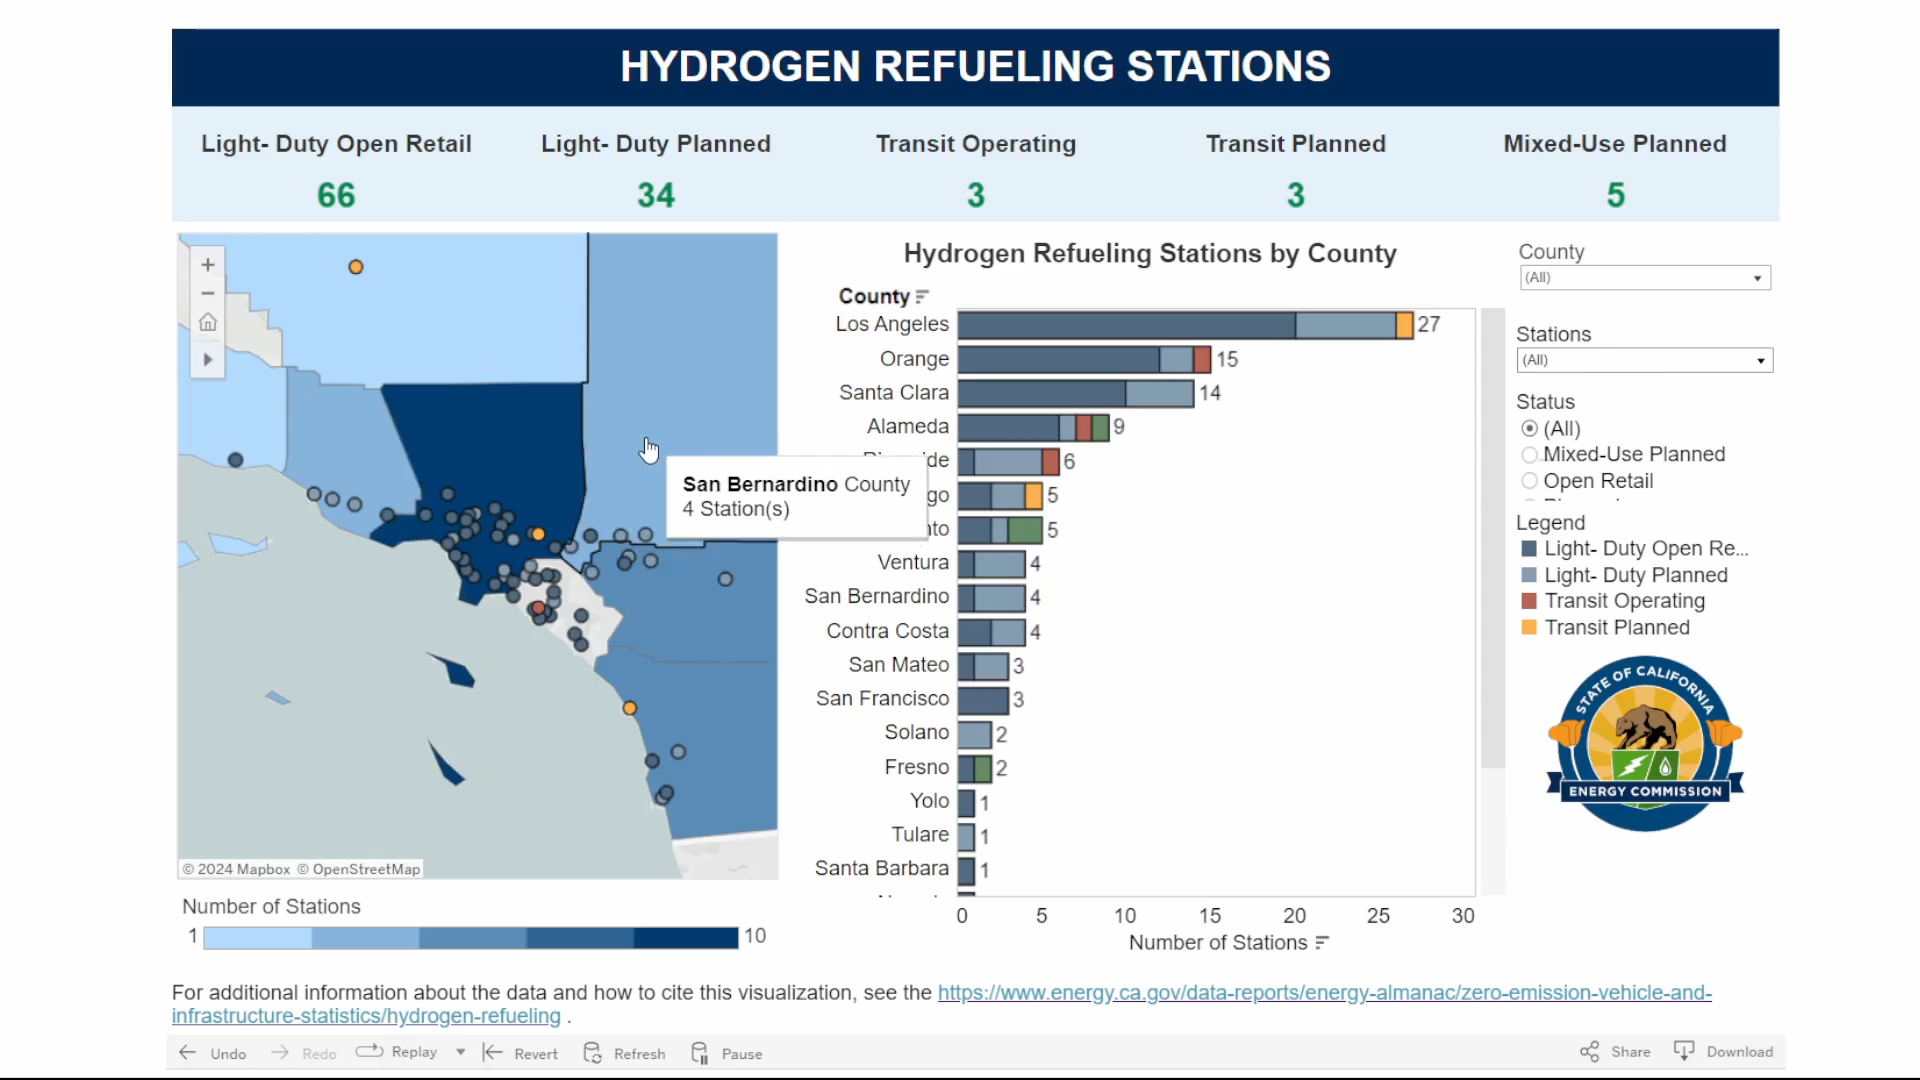 HYDROGEN REFUELING STATIONS
Light- Duty Open Retail
Light- Duty Planned
Transit Operating
Transit Planned
Mixed-Use Planned
66
34
3
3
5
Hydrogen Refueling Stations by County
County
Los Angeles 27
Orange 15
Santa Clara 14
Alameda 9
de 6
go 5
nto 5
Ventura 4
San Bernardino 4
Contra Costa 4
San Mateo 3
San Francisco 3
Solano 2
Fresno 2
Yolo 1
Tulare 1
Santa Barbara 1
0 5 10 15 20 25 30
Number of Stations
San Bernardino County
4 Station(s)
© 2024 Mapbox © OpenStreetMap
Number of Stations
1 10
County
(All)
Stations
(All)
Status
(All)
Mixed-Use Planned
Open Retail
Legend
Light- Duty Open Re...
Light- Duty Planned
Transit Operating
Transit Planned
STATE OF CALIFORNIA
ENERGY COMMISSION
For additional information about the data and how to cite this visualization, see the https://www.energy.ca.gov/data-reports/energy-almanac/zero-emission-vehicle-and-
infrastructure-statistics/hydrogen-refueling .
Undo Redo Replay Revert Refresh Pause Share Download